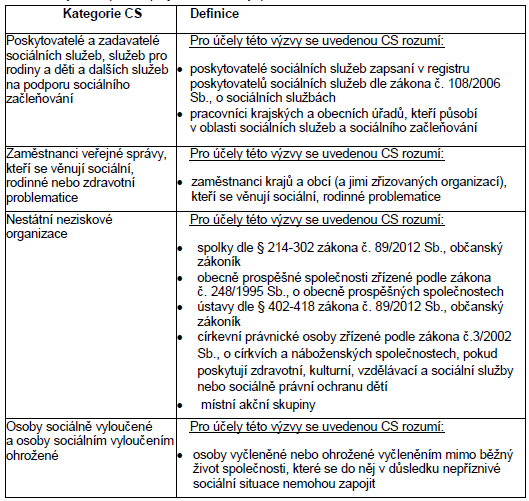 Kategorie CS
Definice
Poskytovatelé a zadavatelé
sociálních služeb, služeb pro
rodiny a děti a dalších služeb
na podporu sociálního
začleňování
Pro účely této výzvy se uvedenou CS rozumí:
• poskytovatelé sociálních služeb zapsaní v registru
poskytovatelů sociálních služeb dle zákona č. 108/2006
Sb., o sociálních službách
• pracovníci krajských a obecních úřadů, kteří působí
v oblasti sociálních služeb a sociálního začleňování
Zaměstnanci veřejné správy,
kteří se věnují sociální,
rodinné nebo zdravotní
problematice
Pro účely této výzvy se uvedenou CS rozumí:
• zaměstnanci krajů a obcí (a jimi zřizovaných organizací),
kteří se věnují sociální, rodinné problematice
Nestátní neziskové
organizace
Pro účely této výzvy se uvedenou CS rozumí:
• spolky dle § 214-302 zákona č. 89/2012 Sb., občanský
zákoník
• obecně prospěšné společnosti zřízené podle zákona
č. 248/1995 Sb., o obecně prospěšných společnostech
• ústavy dle § 402-418 zákona č. 89/2012 Sb., občanský
zákoník
• církevní právnické osoby zřízené podle zákona č.3/2002
Sb., o církvích a náboženských společnostech, pokud
poskytují zdravotní, kulturní, vzdělávací a sociální služby
nebo sociálně právní ochranu dětí
• místní akční skupiny
Osoby sociálně vyloučené
a osoby sociálním vyloučením
ohrožené
Pro účely této výzvy se uvedenou CS rozumí:
• osoby vyčleněné nebo ohrožené vyčleněním mimo běžný
život společnosti, které se do něj v důsledku nepříznivé
sociální situace nemohou zapojit